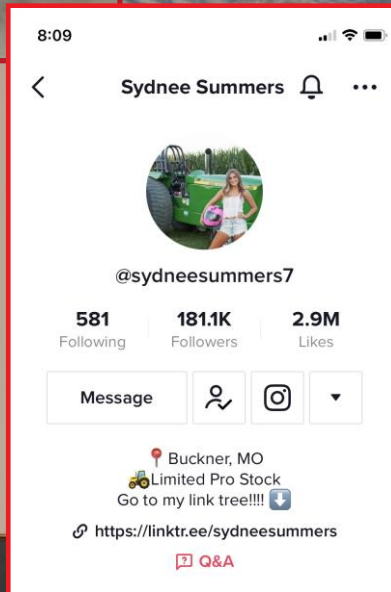 8:09
Sydnee Summers
@sydneesummers7
581 181.1K 2.9M
Following Followers Likes
Message
📍 Buckner, MO
🚜Limited Pro Stock
Go to my link tree!!!! ⬇️
https://linktr.ee/sydneesummers
Q&A